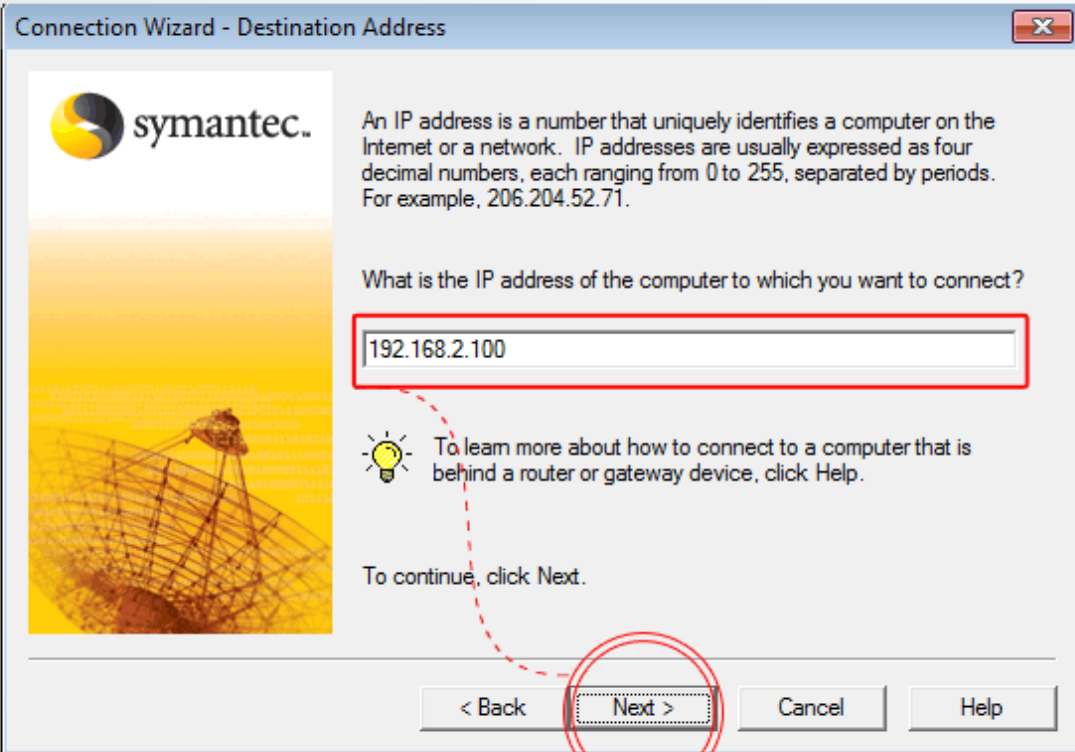 Connection Wizard - Destination Address
symantec.
An IP address is a number that uniquely identifies a computer on the
Internet or a network. IP addresses are usually expressed as four
decimal numbers, each ranging from 0 to 255, separated by periods.
For example, 206.204.52.71.
What is the IP address of the computer to which you want to connect?
192.168.2.100
To learn more about how to connect to a computer that is
behind a router or gateway device, click Help.
To continue, click Next.
< Back
Next >
Cancel
Help